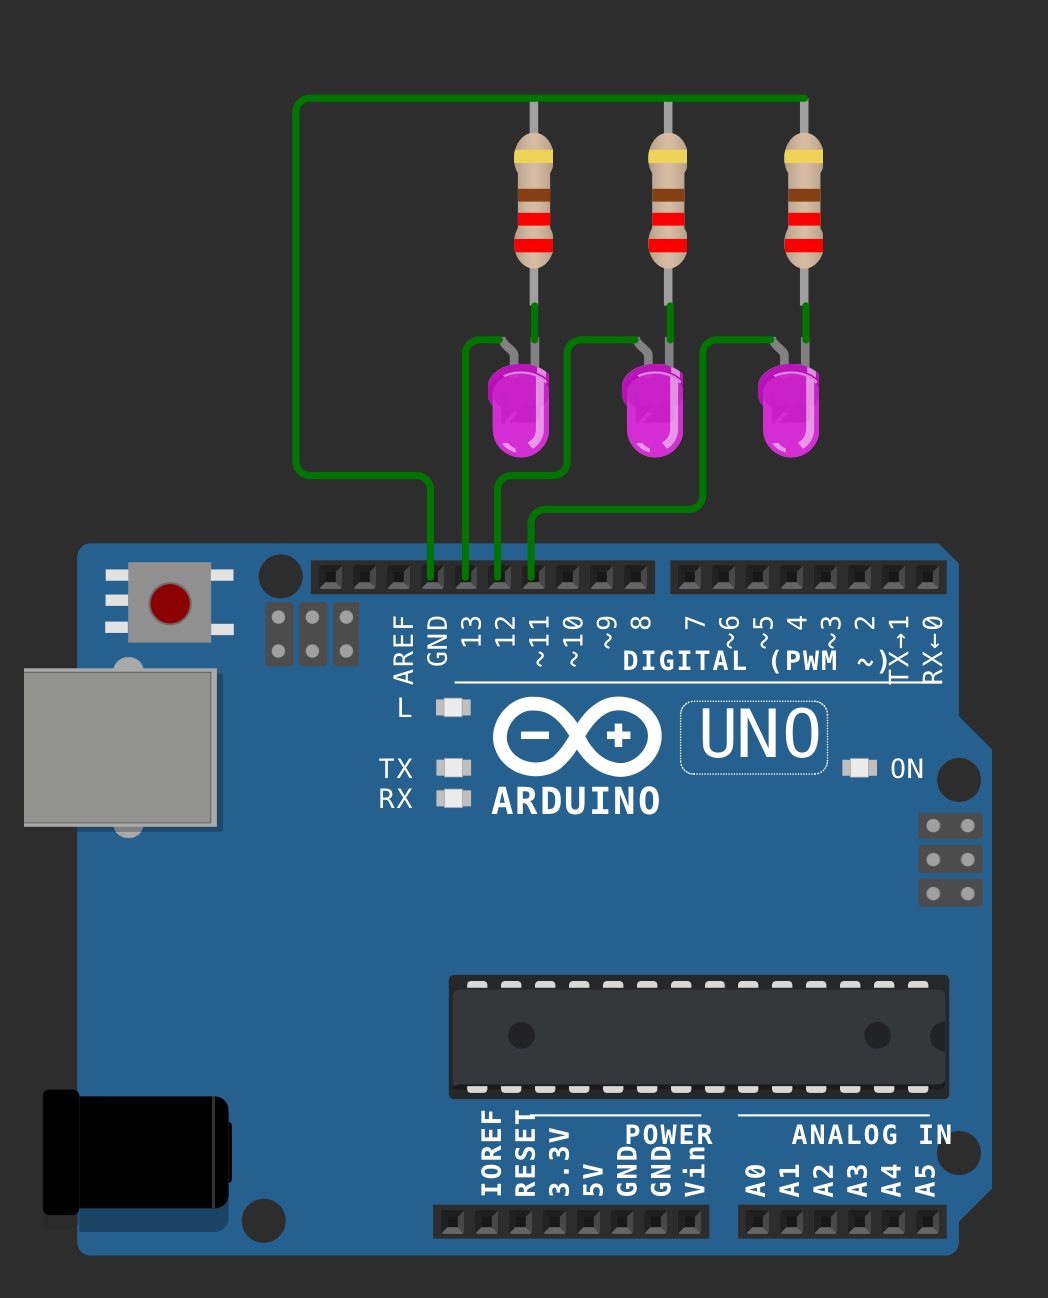 AREF
GND
13
12
~11
~10
~9
8
7
~6
~5
4
~3
2
TX→1
RX←0
DIGITAL (PWM ~)
L
TX
RX
UNO
ON
ARDUINO
IOREF
RESET
3.3V
5V
GND
GND
Vin
POWER
ANALOG IN
A0
A1
A2
A3
A4
A5